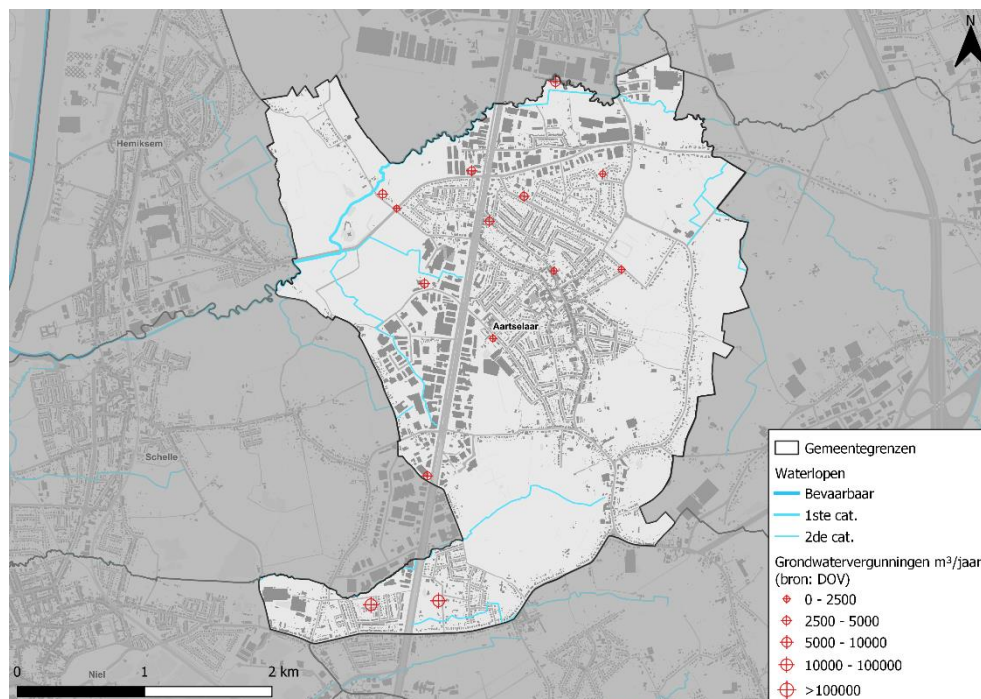 N
Hemiksem
Aartselaar
Schelle
Niel
0 1 2 km
Gemeentegrenzen
Waterlopen
Bevaarbaar
1ste cat.
2de cat.
Grondwatervergunningen m³/jaar
(bron: DOV)
0 - 2500
2500 - 5000
5000 - 10000
10000 - 100000
>100000